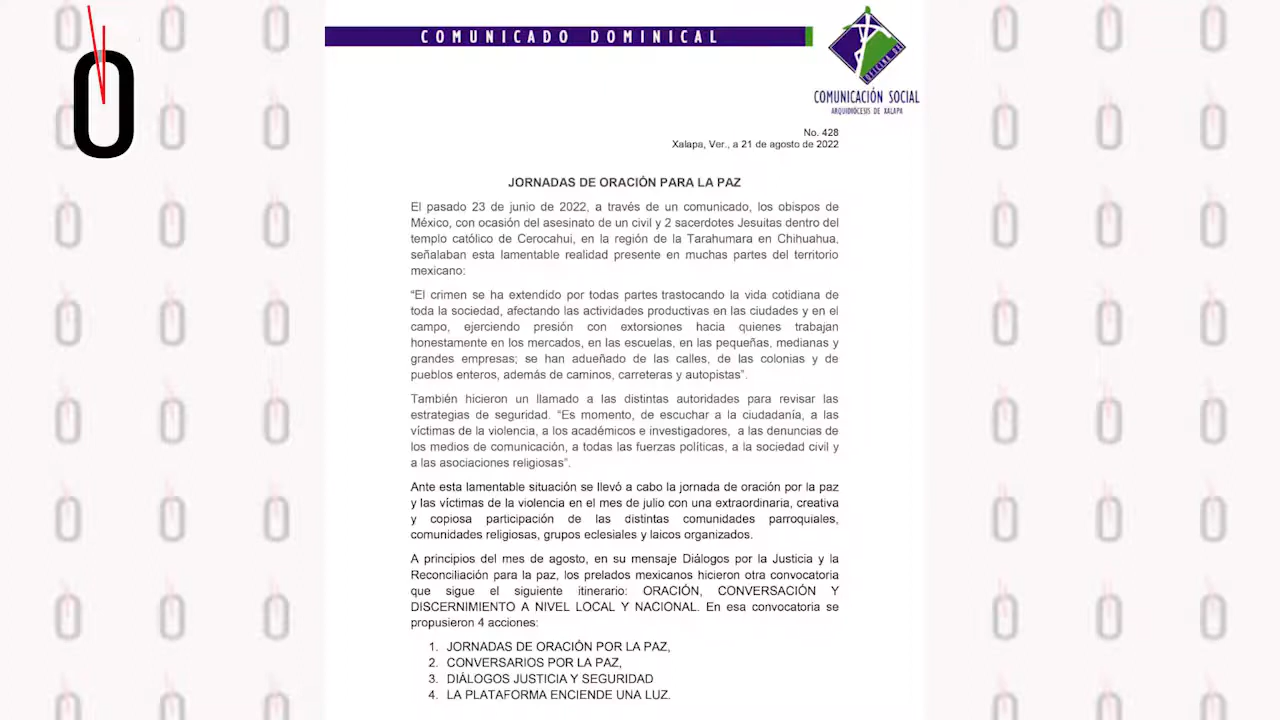 COMUNICADO DOMINICAL
COMUNICACIÓN SOCIAL
ARQUIDIÓCESIS DE XALAPA
No. 428
Xalapa, Ver., a 21 de agosto de 2022
JORNADAS DE ORACIÓN PARA LA PAZ
El pasado 23 de junio de 2022, a través de un comunicado, los obispos de
México, con ocasión del asesinato de un civil y 2 sacerdotes Jesuitas dentro del
templo católico de Cerocahui, en la región de la Tarahumara en Chihuahua,
señalaban esta lamentable realidad presente en muchas partes del territorio
mexicano:
“El crimen se ha extendido por todas partes trastocando la vida cotidiana de
toda la sociedad, afectando las actividades productivas en las ciudades y en el
campo, ejerciendo presión con extorsiones hacia quienes trabajan
honestamente en los mercados, en las escuelas, en las pequeñas, medianas y
grandes empresas; se han adueñado de las calles, de las colonias y de
pueblos enteros, además de caminos, carreteras y autopistas”.
También hicieron un llamado a las distintas autoridades para revisar las
estrategias de seguridad. “Es momento, de escuchar a la ciudadanía, a las
víctimas de la violencia, a los académicos e investigadores, a las denuncias de
los medios de comunicación, a todas las fuerzas políticas, a la sociedad civil y
a las asociaciones religiosas”.
Ante esta lamentable situación se llevó a cabo la jornada de oración por la paz
y las víctimas de la violencia en el mes de julio con una extraordinaria, creativa
y copiosa participación de las distintas comunidades parroquiales,
comunidades religiosas, grupos eclesiales y laicos organizados.
A principios del mes de agosto, en su mensaje Diálogos por la Justicia y la
Reconciliación para la paz, los prelados mexicanos hicieron otra convocatoria
que sigue el siguiente itinerario: ORACIÓN, CONVERSACIÓN Y
DISCERNIMIENTO A NIVEL LOCAL Y NACIONAL. En esa convocatoria se
propusieron 4 acciones:
1. JORNADAS DE ORACIÓN POR LA PAZ,
2. CONVERSARIOS POR LA PAZ,
3. DIÁLOGOS JUSTICIA Y SEGURIDAD
4. LA PLATAFORMA ENCIENDE UNA LUZ.